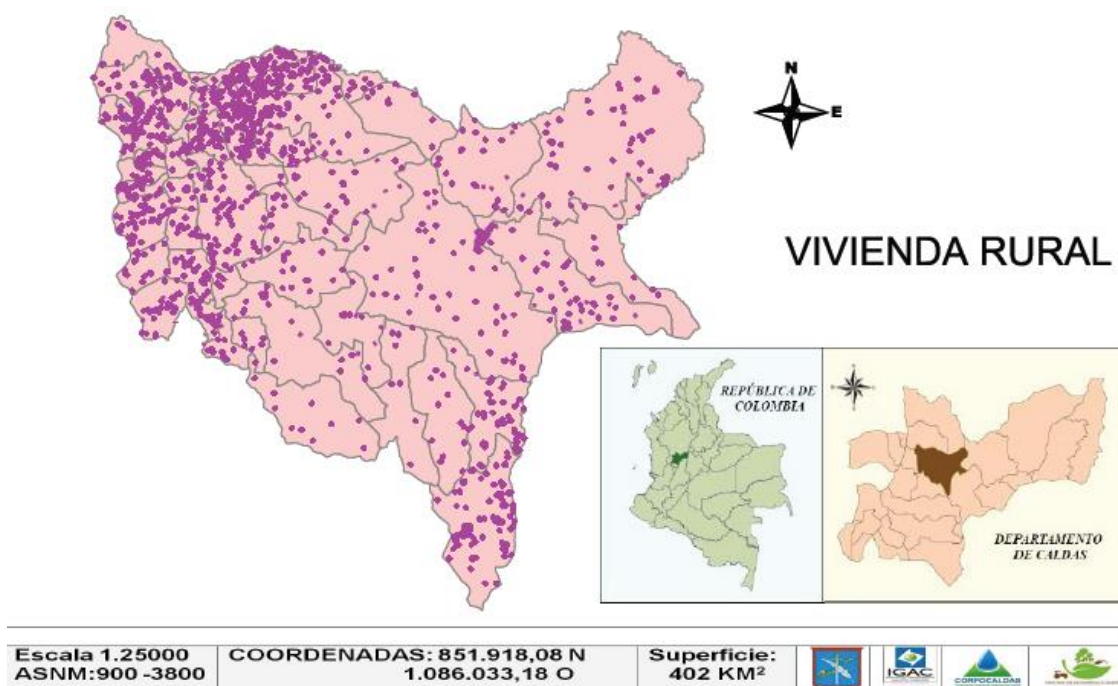 N
E
VIVIENDA RURAL
REPÚBLICA DE
COLOMBIA
DEPARTAMENTO
DE CALDAS
Escala 1.25000
ASNM:900 -3800
COORDENADAS: 851.918,08 N
1.086.033,18 O
Superficie:
402 KM²
IGAC
CORPOCALDAS